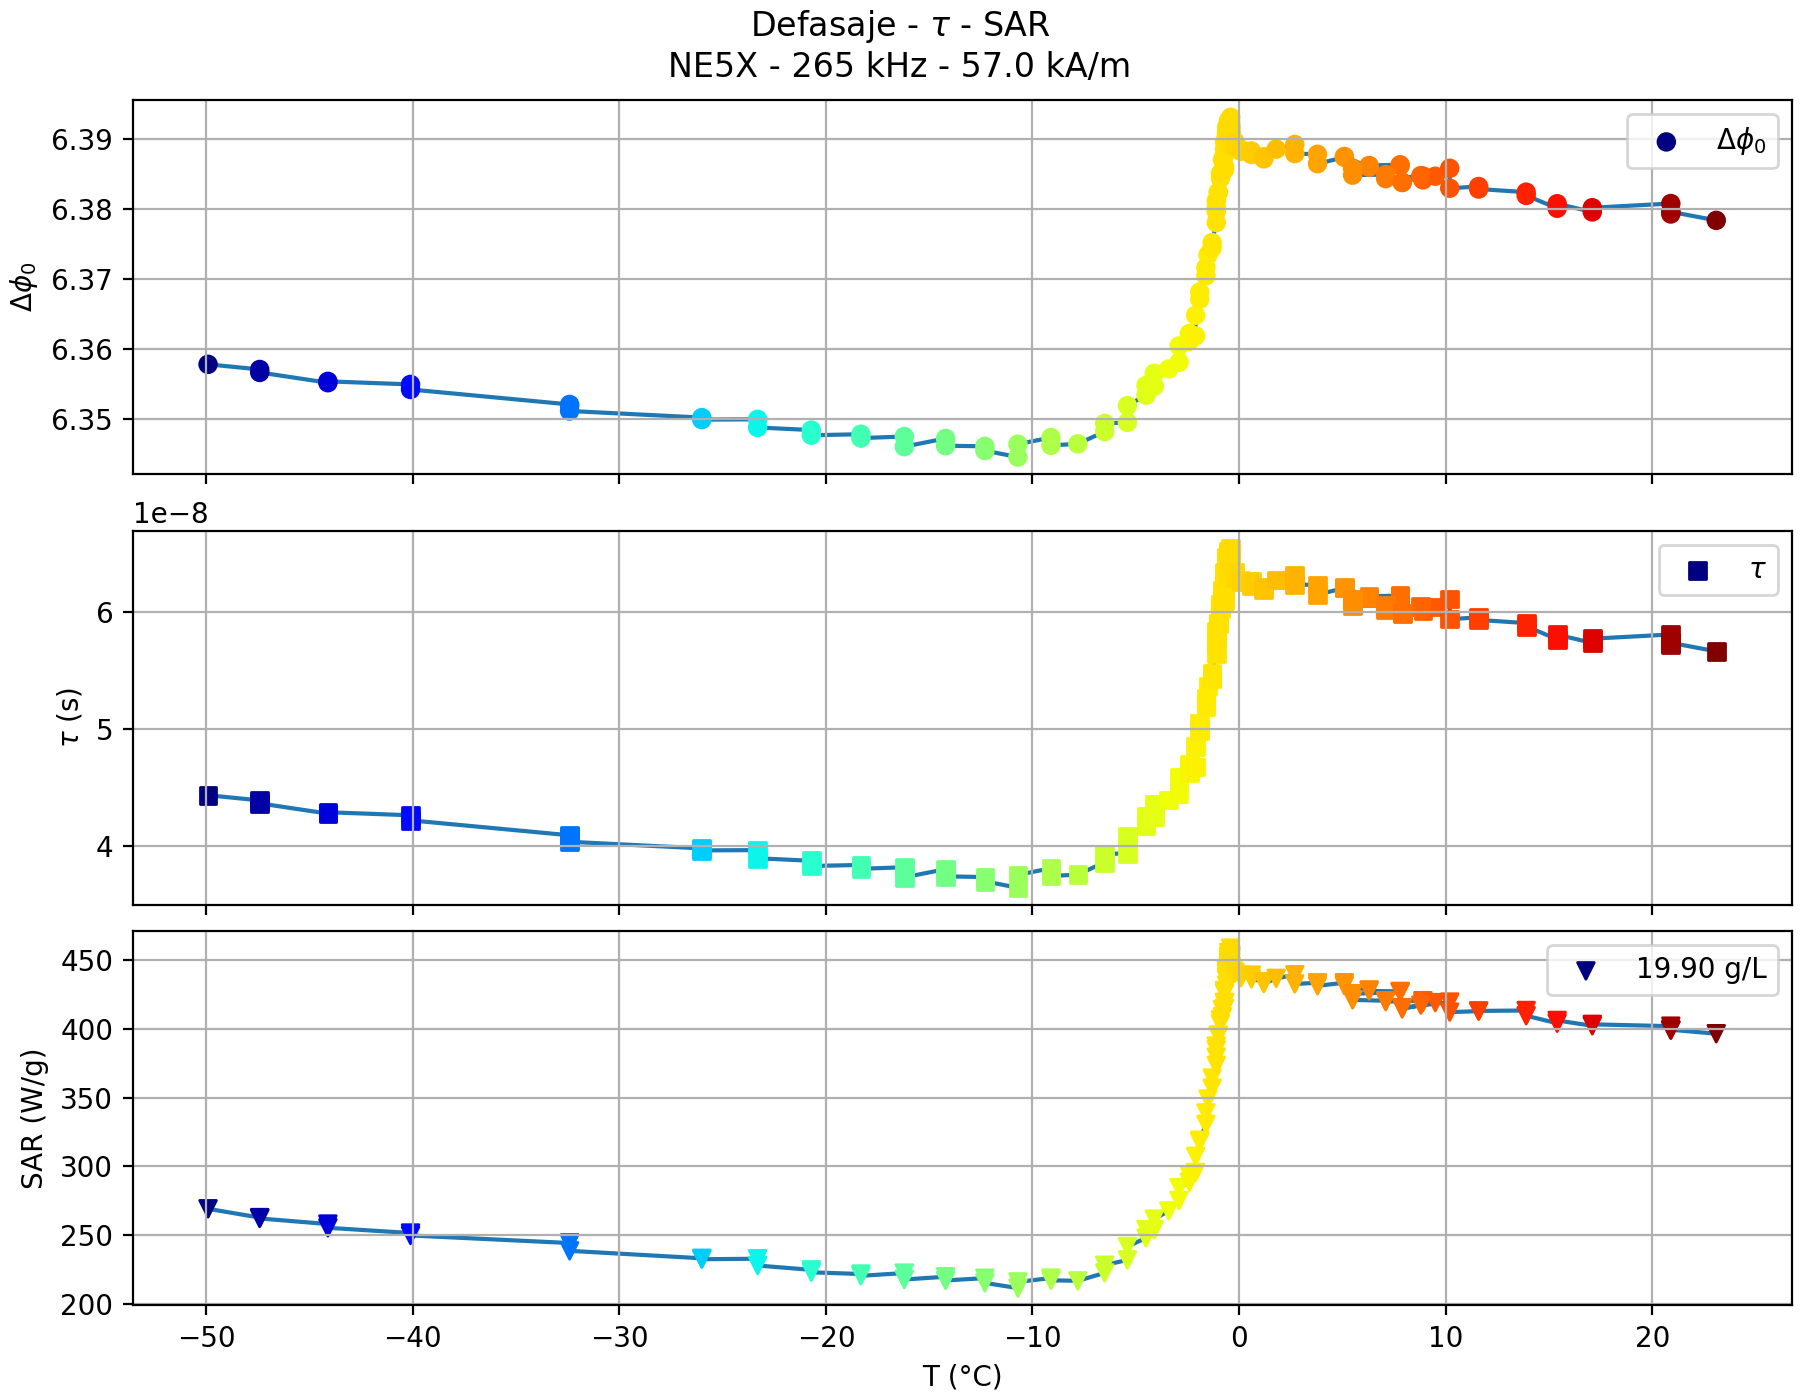 Defasaje - τ - SAR
NE5X - 265 kHz - 57.0 kA/m
Δϕ₀
6.39
6.38
6.37
6.36
6.35
Δϕ₀
1e−8
τ
6
5
4
τ (s)
19.90 g/L
450
400
350
300
250
200
SAR (W/g)
−50 −40 −30 −20 −10 0 10 20
T (°C)